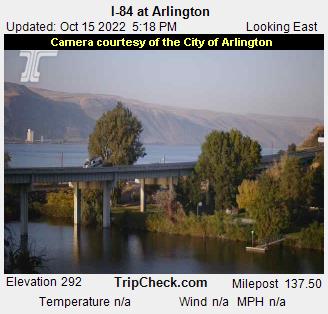 I-84 at Arlington
Updated: Oct 15 2022 5:18 PM Looking East
Camera courtesy of the City of Arlington
Elevation 292 TripCheck.com Milepost 137.50
Temperature n/a Wind n/a MPH n/a